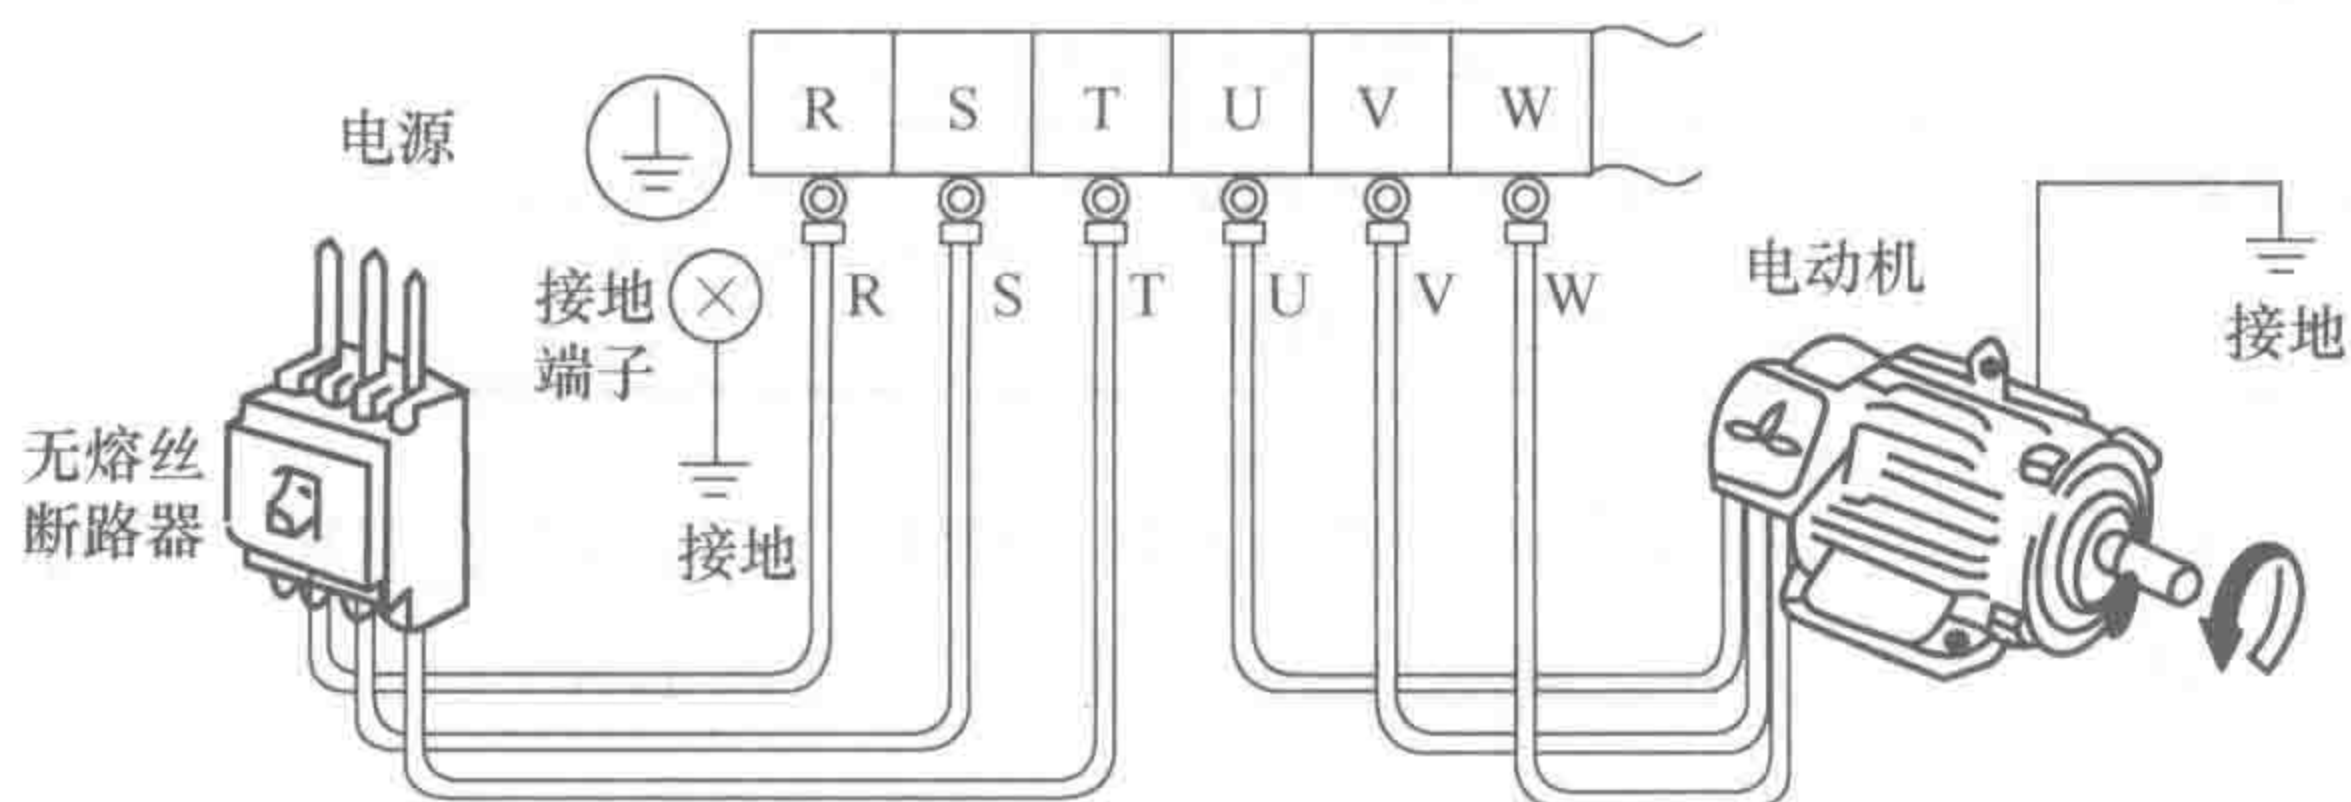 R S T U V W
电源
接地
端子
R S T U V W
电动机
接地
无熔丝
断路器
接地